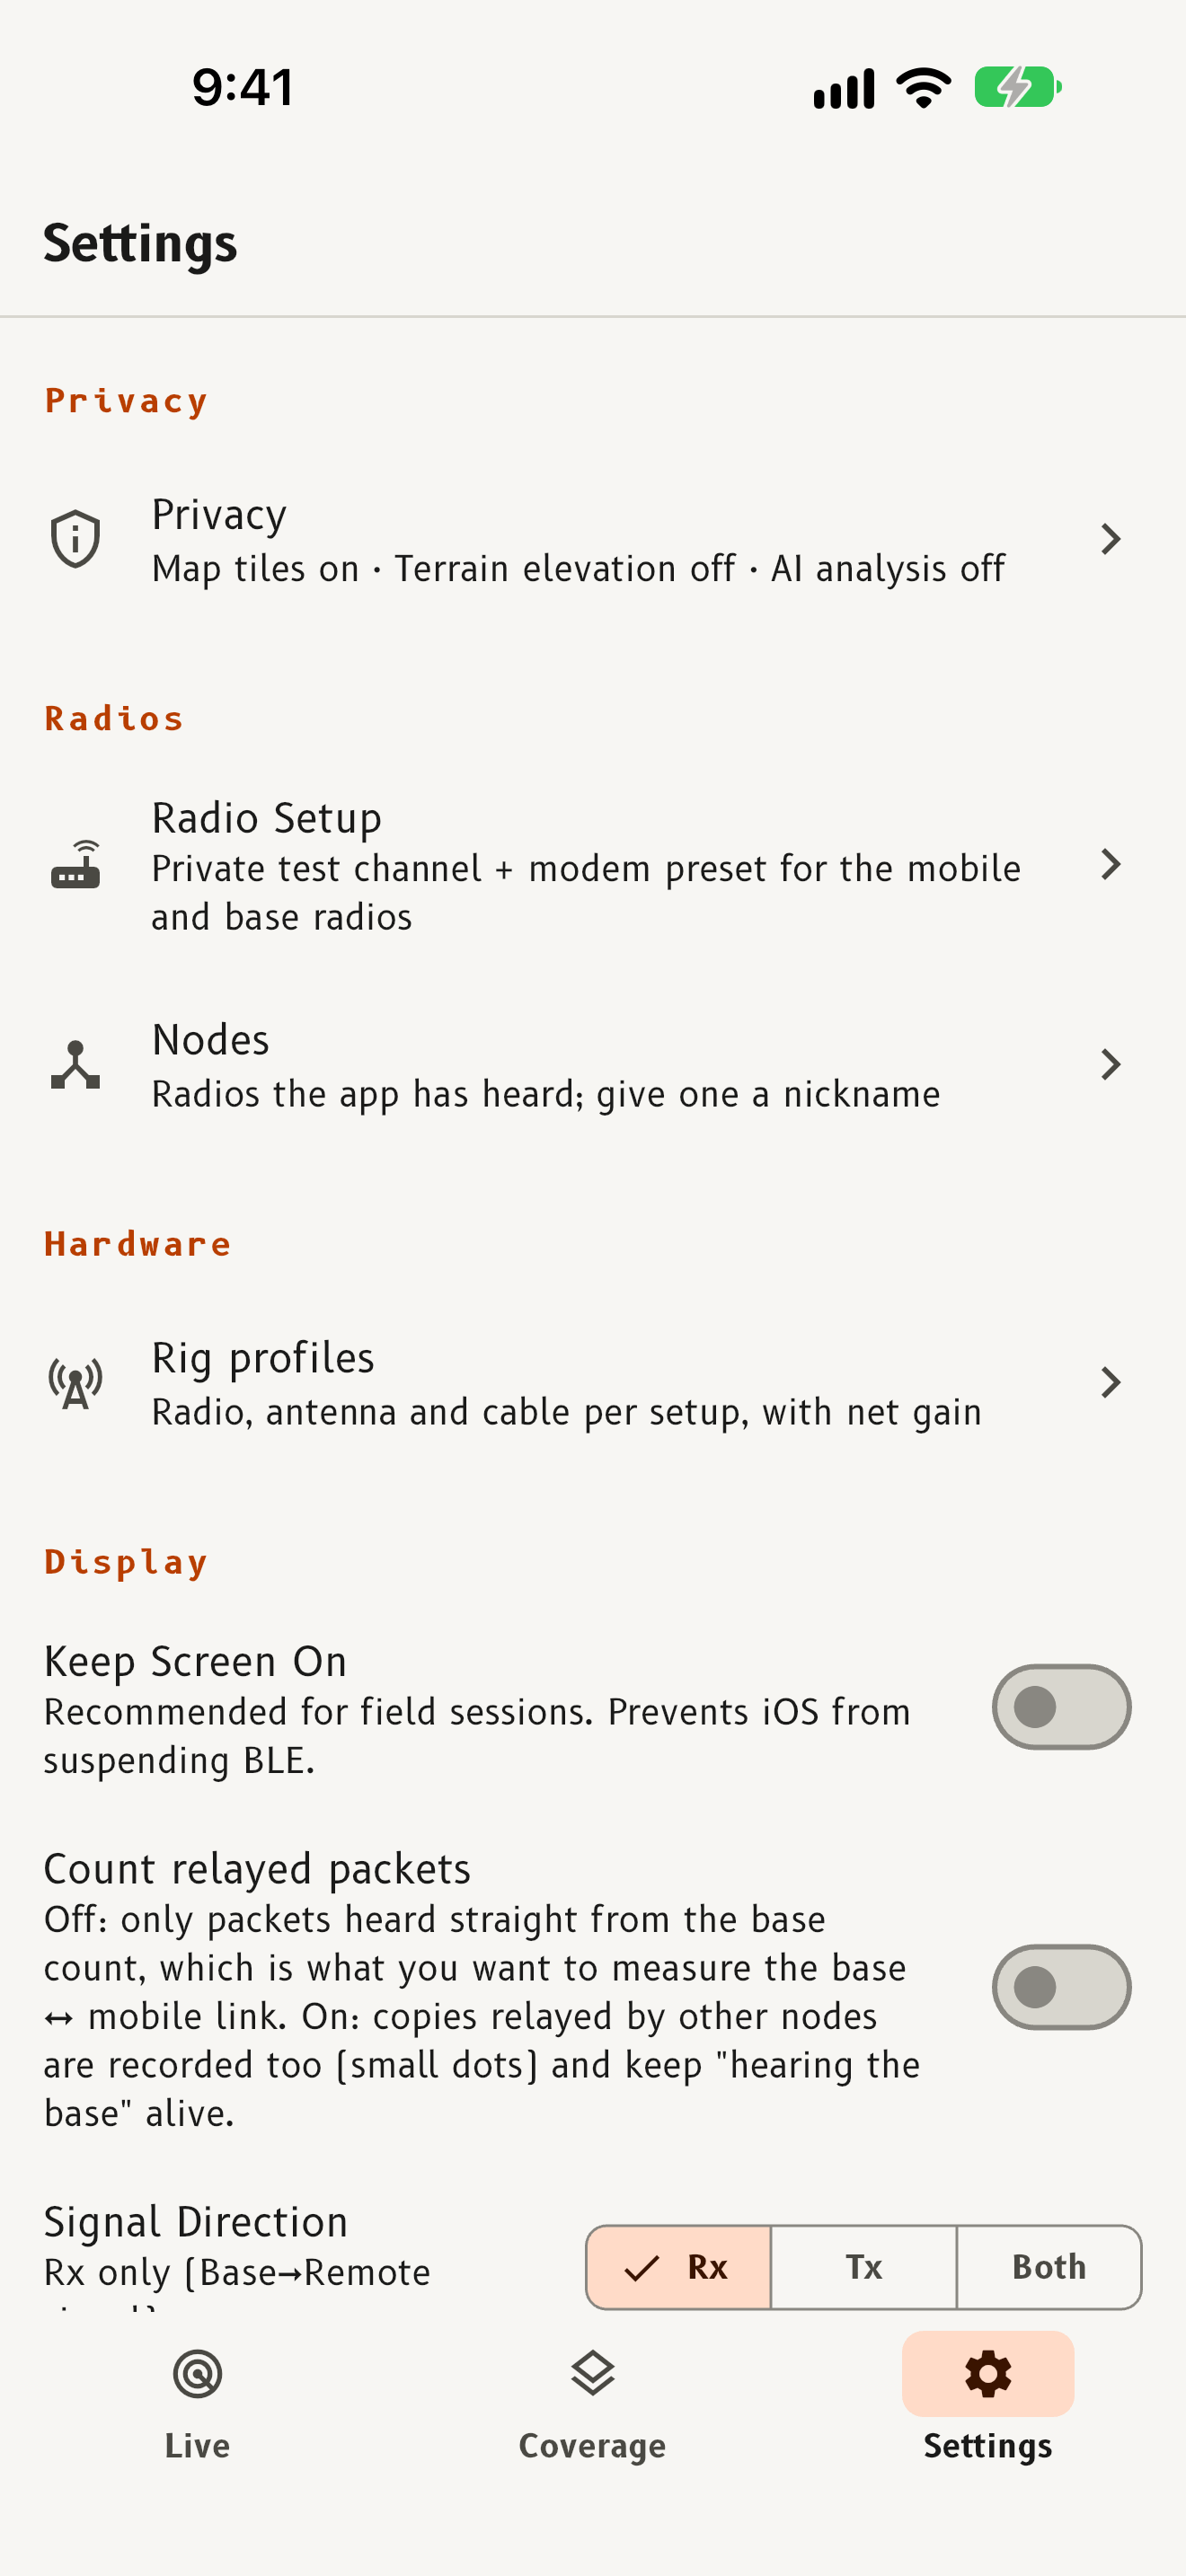 9:41
Settings
Privacy
Privacy
Map tiles on · Terrain elevation off · AI analysis off
Radios
Radio Setup
Private test channel + modem preset for the mobile
and base radios
Nodes
Radios the app has heard; give one a nickname
Hardware
Rig profiles
Radio, antenna and cable per setup, with net gain
Display
Keep Screen On
Recommended for field sessions. Prevents iOS from
suspending BLE.
Count relayed packets
Off: only packets heard straight from the base
count, which is what you want to measure the base
↔ mobile link. On: copies relayed by other nodes
are recorded too (small dots) and keep "hearing the
base" alive.
Signal Direction
Rx only (Base→Remote
Rx
Tx
Both
Live
Coverage
Settings